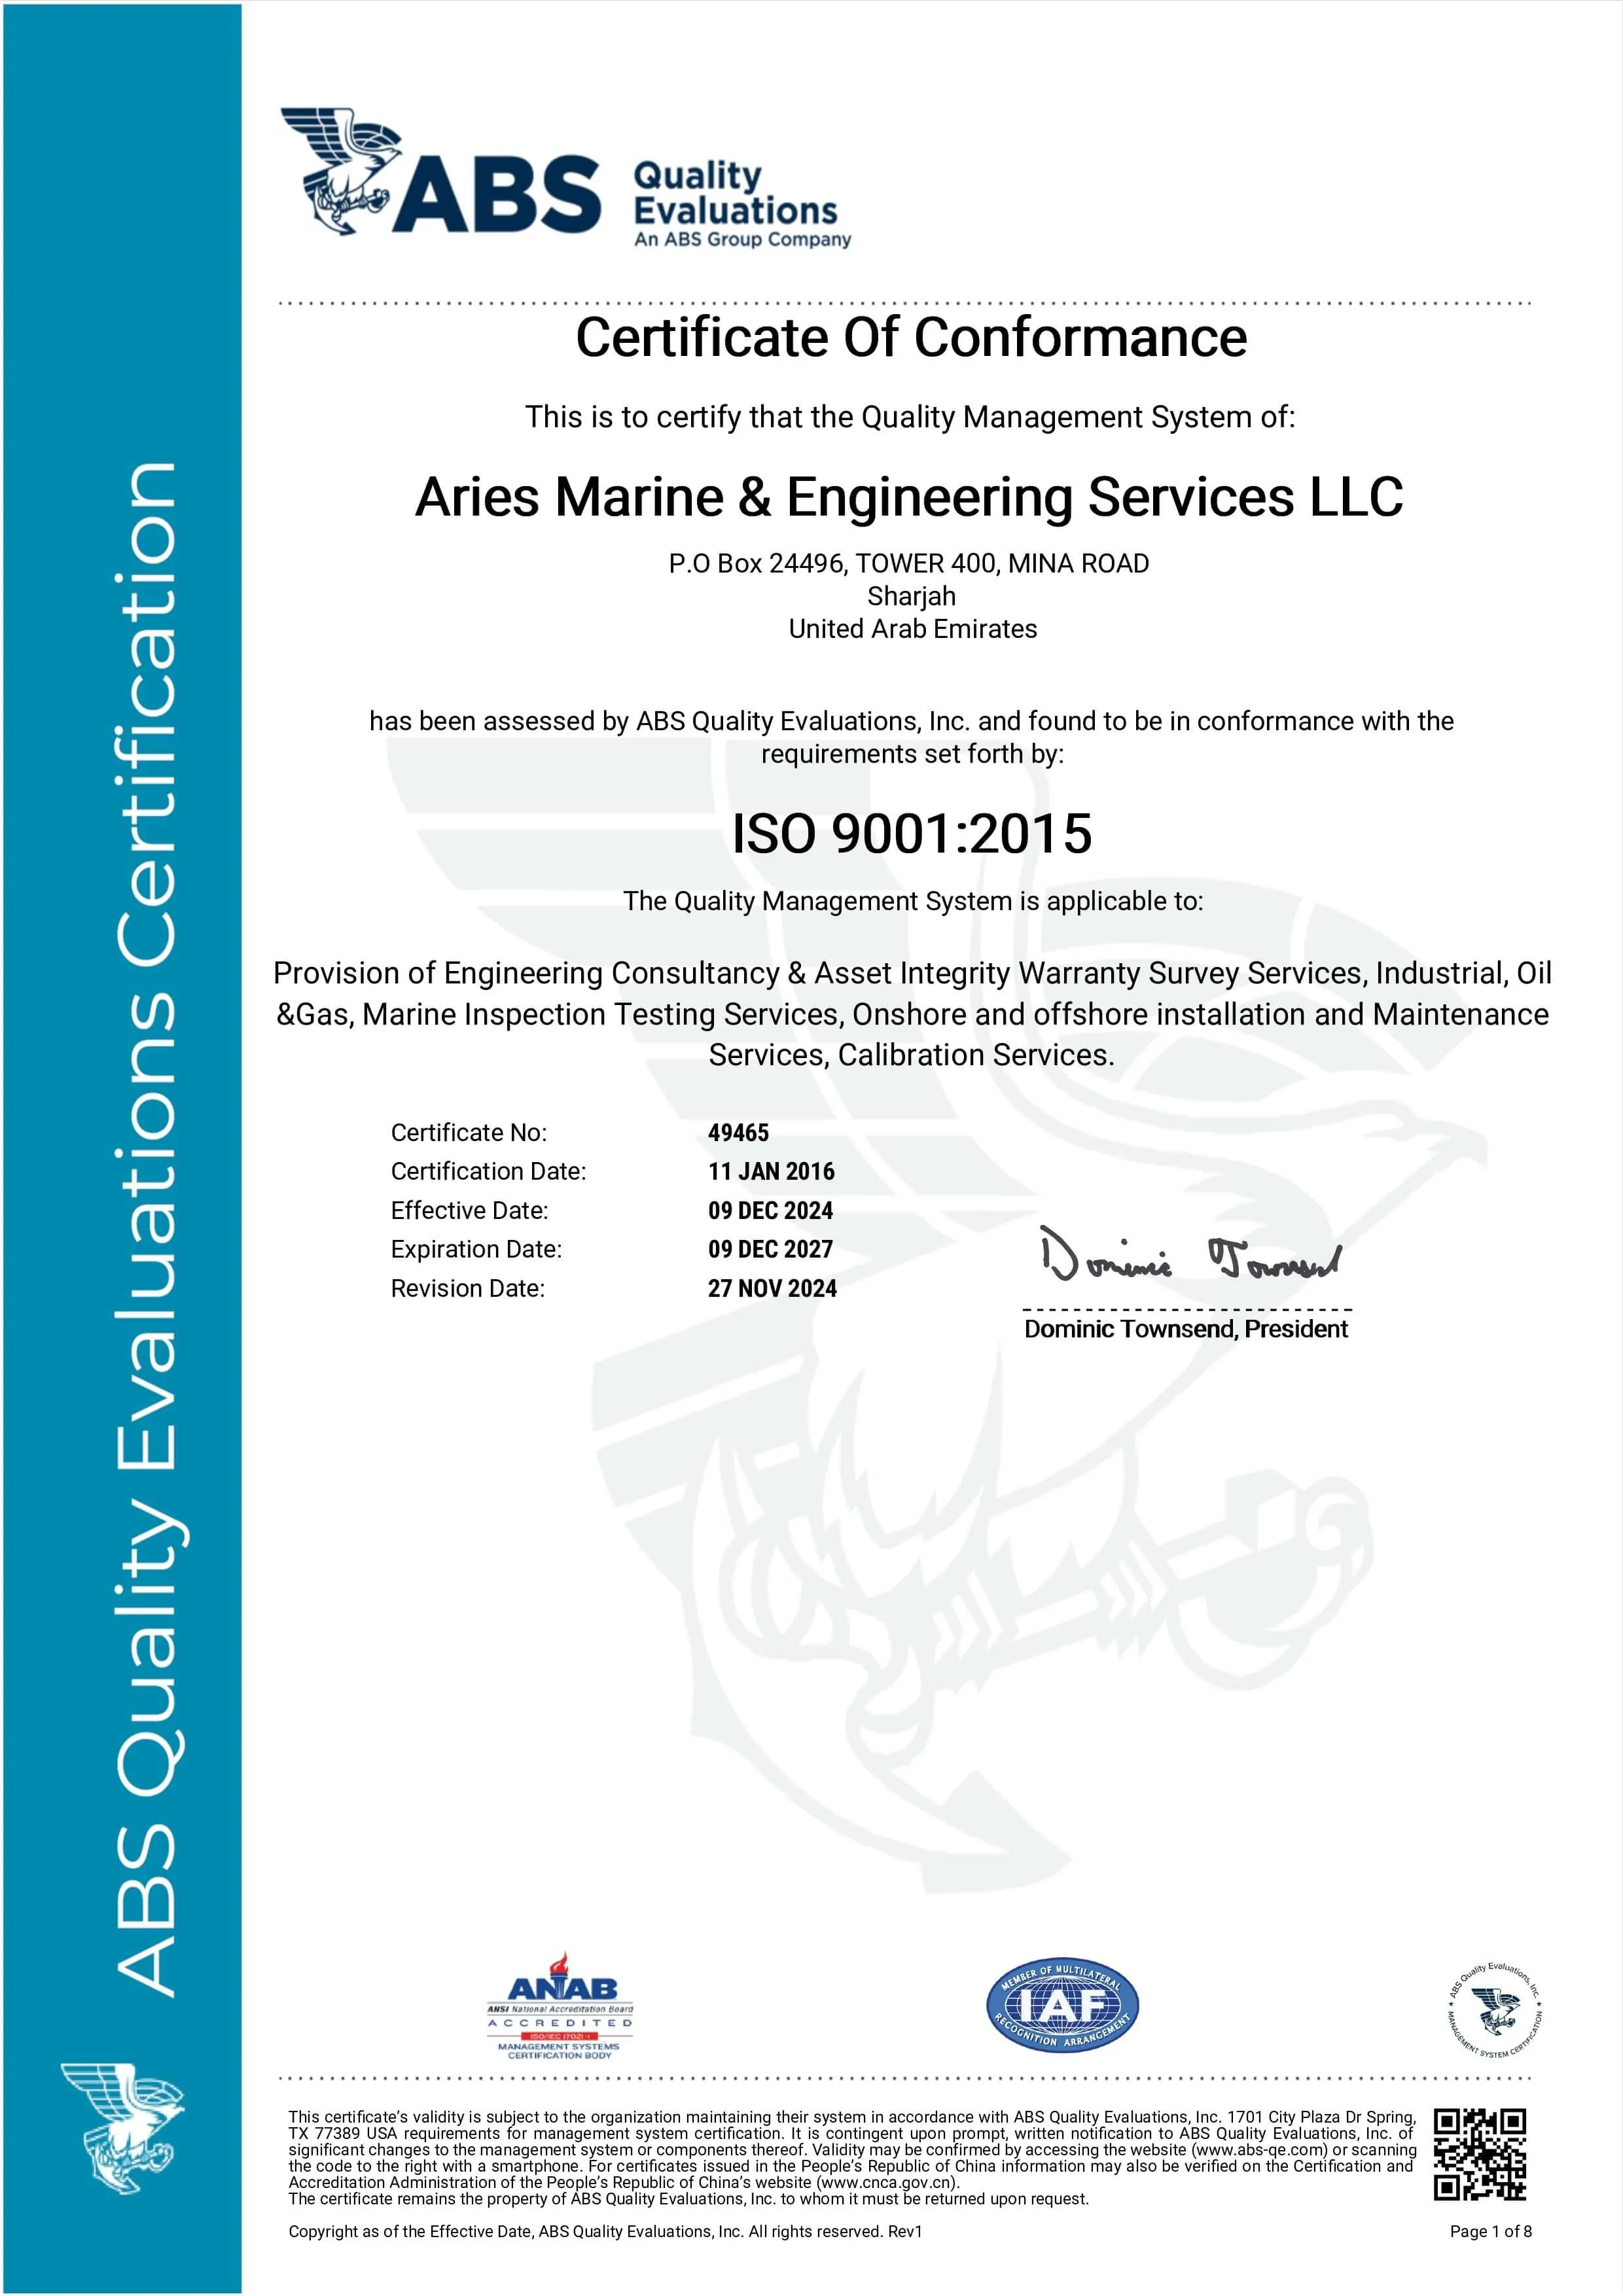 ABS Quality Evaluations Certification
ABS
Quality
Evaluations
An ABS Group Company
Certificate Of Conformance
This is to certify that the Quality Management System of:
Aries Marine & Engineering Services LLC
P.O Box 24496, TOWER 400, MINA ROAD
Sharjah
United Arab Emirates
has been assessed by ABS Quality Evaluations, Inc. and found to be in conformance with the
requirements set forth by:
ISO 9001:2015
The Quality Management System is applicable to:
Provision of Engineering Consultancy & Asset Integrity Warranty Survey Services, Industrial, Oil
&Gas, Marine Inspection Testing Services, Onshore and offshore installation and Maintenance
Services, Calibration Services.
Certificate No: 49465
Certification Date: 11 JAN 2016
Effective Date: 09 DEC 2024
Expiration Date: 09 DEC 2027
Revision Date: 27 NOV 2024
Dominic Townsend
Dominic Townsend, President
ANAB
ANSI National Accreditation Board
ACCREDITED
ISO/IEC 17021-1
MANAGEMENT SYSTEMS
CERTIFICATION BODY
MEMBER OF MULTILATERAL
IAF
RECOGNITION ARRANGEMENT
ABS Quality Evaluations, Inc.
MANAGEMENT SYSTEM CERTIFICATION
This certificate's validity is subject to the organization maintaining their system in accordance with ABS Quality Evaluations, Inc. 1701 City Plaza Dr Spring,
TX 77389 USA requirements for management system certification. It is contingent upon prompt, written notification to ABS Quality Evaluations, Inc. of
significant changes to the management system or components thereof. Validity may be confirmed by accessing the website (www.abs-qe.com) or scanning
the code to the right with a smartphone. For certificates issued in the People's Republic of China information may also be verified on the Certification and
Accreditation Administration of the People's Republic of China's website (www.cnca.gov.cn).
The certificate remains the property of ABS Quality Evaluations, Inc. to whom it must be returned upon request.
Copyright as of the Effective Date, ABS Quality Evaluations, Inc. All rights reserved. Rev1
Page 1 of 8